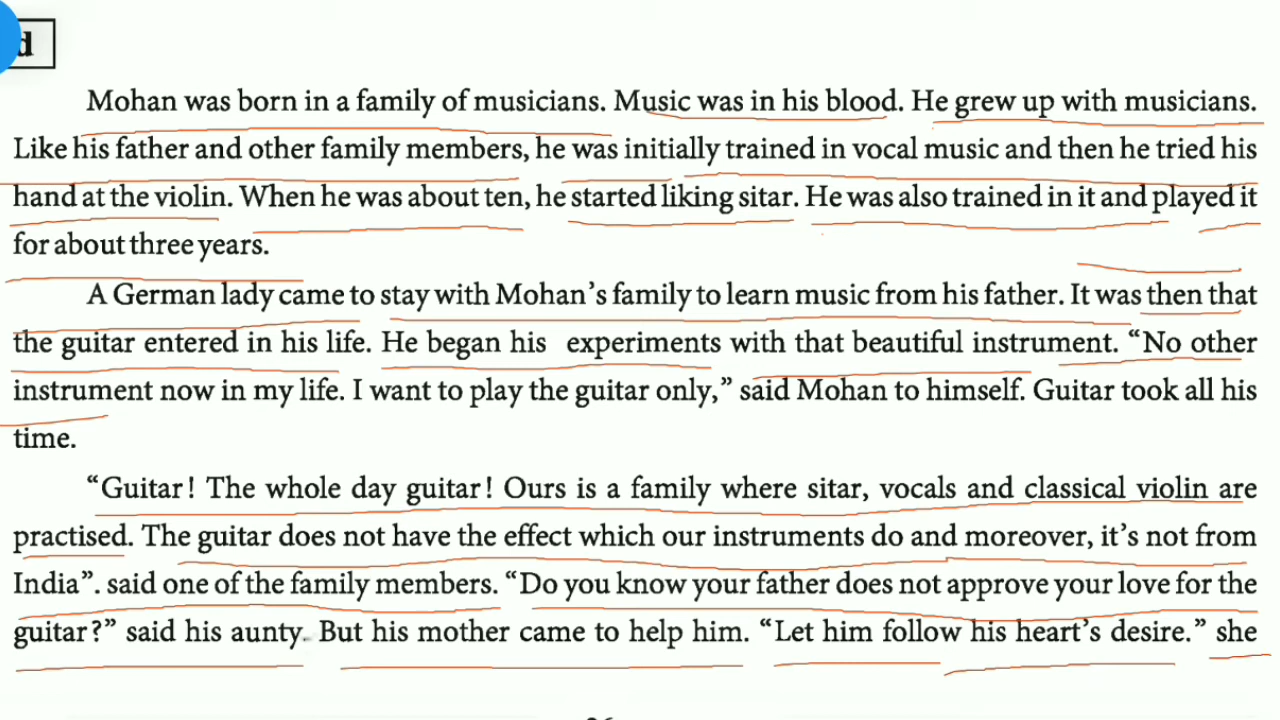 d
Mohan was born in a family of musicians. Music was in his blood. He grew up with musicians.
Like his father and other family members, he was initially trained in vocal music and then he tried his
hand at the violin. When he was about ten, he started liking sitar. He was also trained in it and played it
for about three years.
A German lady came to stay with Mohan’s family to learn music from his father. It was then that
the guitar entered in his life. He began his experiments with that beautiful instrument. “No other
instrument now in my life. I want to play the guitar only,” said Mohan to himself. Guitar took all his
time.
“Guitar! The whole day guitar! Ours is a family where sitar, vocals and classical violin are
practised. The guitar does not have the effect which our instruments do and moreover, it’s not from
India”. said one of the family members. “Do you know your father does not approve your love for the
guitar?” said his aunty. But his mother came to help him. “Let him follow his heart’s desire.” she